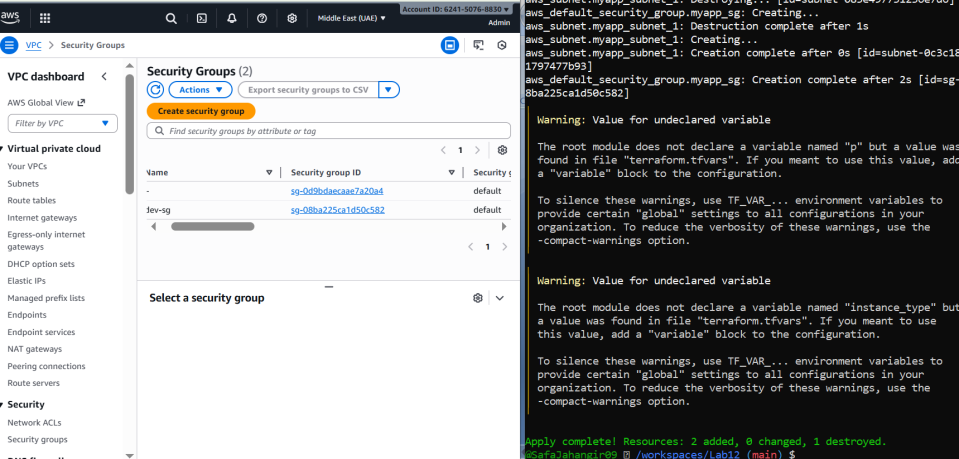 aws
Middle East (UAE) ▼
Account ID: 6241-5076-8830 ▼
Admin
VPC > Security Groups
VPC dashboard
AWS Global View
Filter by VPC
Virtual private cloud
Your VPCs
Subnets
Route tables
Internet gateways
Egress-only internet
gateways
DHCP option sets
Elastic IPs
Managed prefix lists
Endpoints
Endpoint services
NAT gateways
Peering connections
Route servers
Security
Network ACLs
Security groups
Security Groups (2)
Actions ▼
Export security groups to CSV
Create security group
Find security groups by attribute or tag
< 1 >
Name
Security group ID
Security g
-
sg-0d9bdaecaae7a20a4
default
dev-sg
sg-08ba225ca1d50c582
default
< 1 >
Select a security group
aws_default_security_group.myapp_sg: Creating...
aws_subnet.myapp_subnet_1: Destruction complete after 1s
aws_subnet.myapp_subnet_1: Creating...
aws_subnet.myapp_subnet_1: Creation complete after 0s [id=subnet-0c3c18
1797477b93]
aws_default_security_group.myapp_sg: Creation complete after 2s [id=sg-
8ba225ca1d50c582]
Warning: Value for undeclared variable
The root module does not declare a variable named "p" but a value was
found in file "terraform.tfvars". If you meant to use this value, add
a "variable" block to the configuration.
To silence these warnings, use TF_VAR_... environment variables to
provide certain "global" settings to all configurations in your
organization. To reduce the verbosity of these warnings, use the
-compact-warnings option.
Warning: Value for undeclared variable
The root module does not declare a variable named "instance_type" but
a value was found in file "terraform.tfvars". If you meant to use
this value, add a "variable" block to the configuration.
To silence these warnings, use TF_VAR_... environment variables to
provide certain "global" settings to all configurations in your
organization. To reduce the verbosity of these warnings, use the
-compact-warnings option.
Apply complete! Resources: 2 added, 0 changed, 1 destroyed.
@SafaJahangir09 /workspaces/Lab12 (main) $